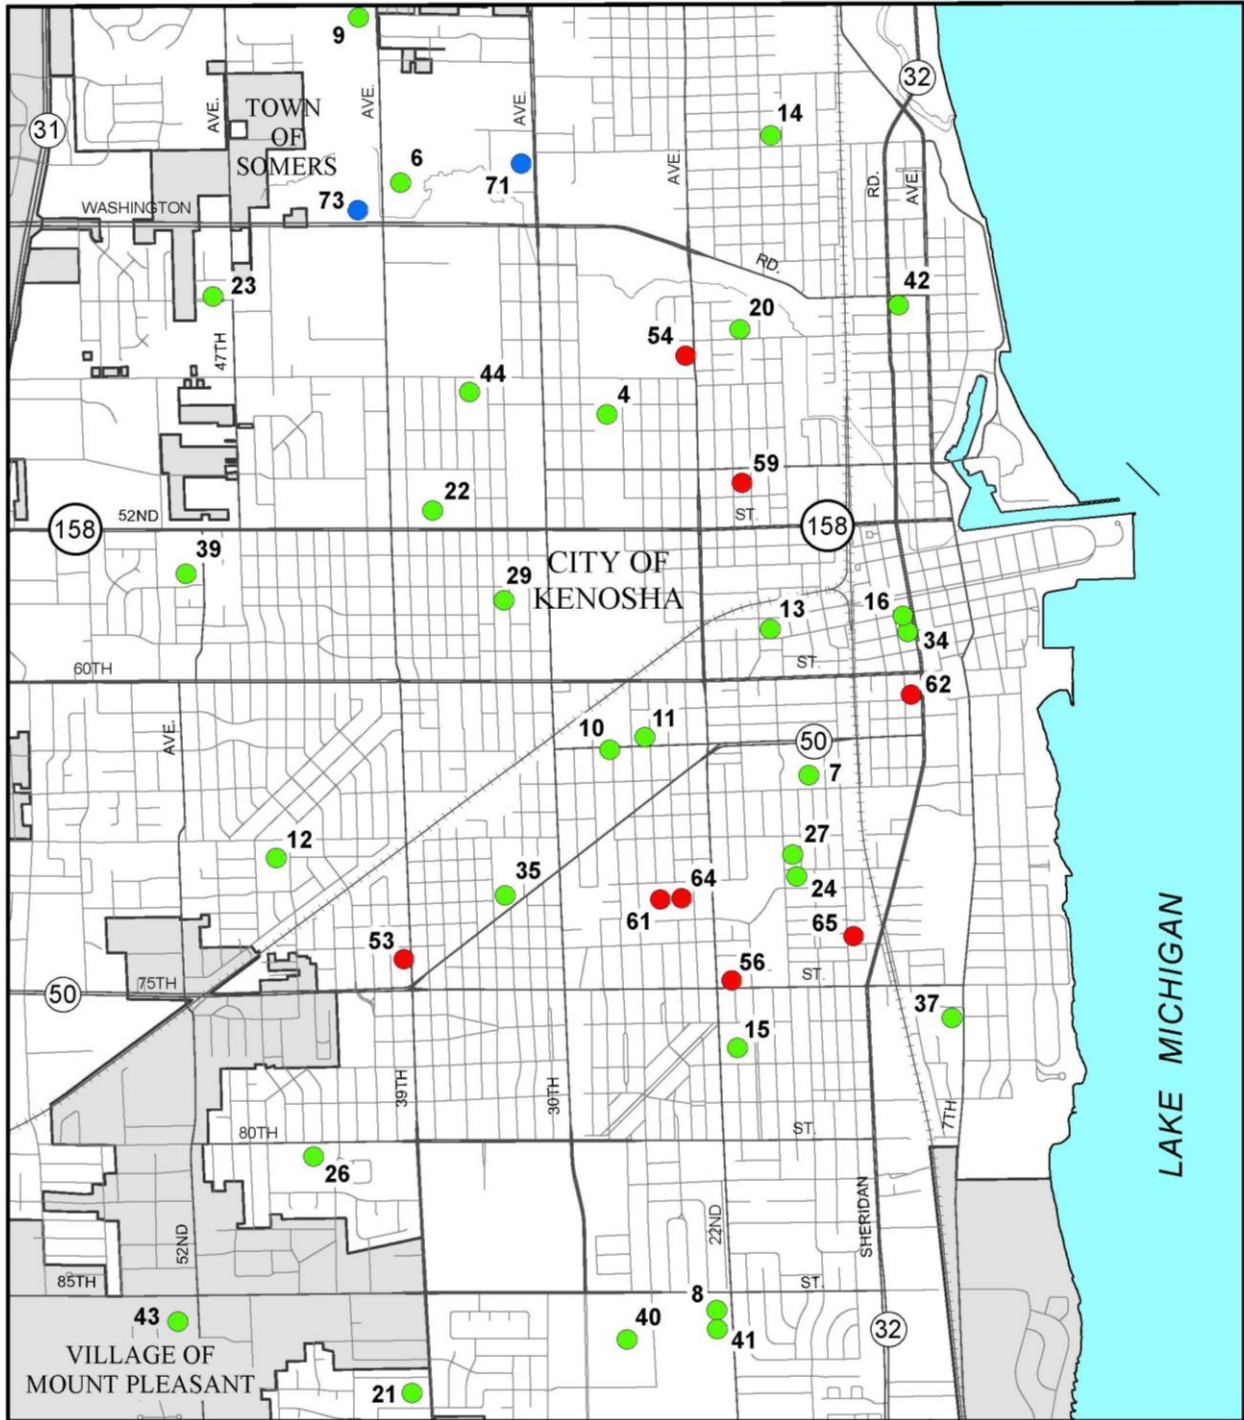 9
32
TOWN
OF
SOMERS
AVE.
AVE.
AVE.
14
31
6
71
AVE.
RD.
AVE.
73
WASHINGTON
23
RD.
42
20
54
47TH
44
4
59
22
52ND
158
ST.
158
39
CITY OF
KENOSHA
29
16
13
34
60TH
ST.
62
AVE.
10
11
50
7
12
27
35
64
24
61
65
53
56
75TH
ST.
50
37
15
LAKE MICHIGAN
39TH
30TH
7TH
80TH
ST.
26
52ND
22ND
SHERIDAN
85TH
ST.
8
43
40
41
32
VILLAGE OF
MOUNT PLEASANT
21